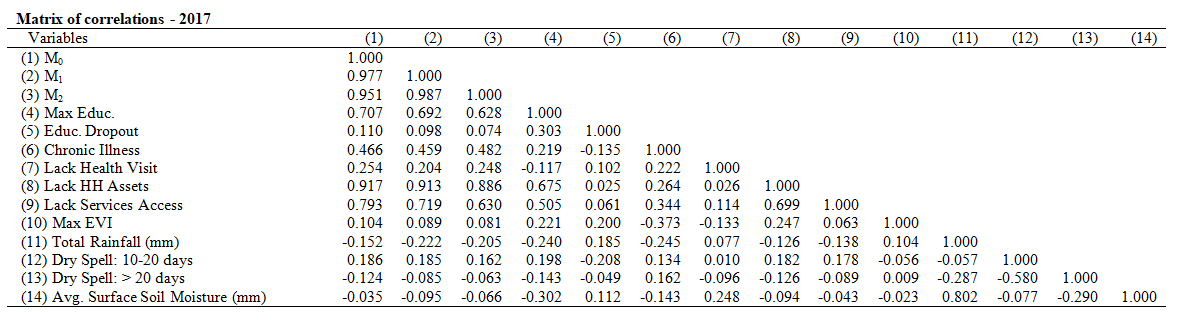 Matrix of correlations - 2017
Variables (1) (2) (3) (4) (5) (6) (7) (8) (9) (10) (11) (12) (13) (14)
(1) M₀ 1.000
(2) M₁ 0.977 1.000
(3) M₂ 0.951 0.987 1.000
(4) Max Educ. 0.707 0.692 0.628 1.000
(5) Educ. Dropout 0.110 0.098 0.074 0.303 1.000
(6) Chronic Illness 0.466 0.459 0.482 0.219 -0.135 1.000
(7) Lack Health Visit 0.254 0.204 0.248 -0.117 0.102 0.222 1.000
(8) Lack HH Assets 0.917 0.913 0.886 0.675 0.025 0.264 0.026 1.000
(9) Lack Services Access 0.793 0.719 0.630 0.505 0.061 0.344 0.114 0.699 1.000
(10) Max EVI 0.104 0.089 0.081 0.221 0.200 -0.373 -0.133 0.247 0.063 1.000
(11) Total Rainfall (mm) -0.152 -0.222 -0.205 -0.240 0.185 -0.245 0.077 -0.126 -0.138 0.104 1.000
(12) Dry Spell: 10-20 days 0.186 0.185 0.162 0.198 -0.208 0.134 0.010 0.182 0.178 -0.056 -0.057 1.000
(13) Dry Spell: > 20 days -0.124 -0.085 -0.063 -0.143 -0.049 0.162 -0.096 -0.126 -0.089 0.009 -0.287 -0.580 1.000
(14) Avg. Surface Soil Moisture (mm) -0.035 -0.095 -0.066 -0.302 0.112 -0.143 0.248 -0.094 -0.043 -0.023 0.802 -0.077 -0.290 1.000